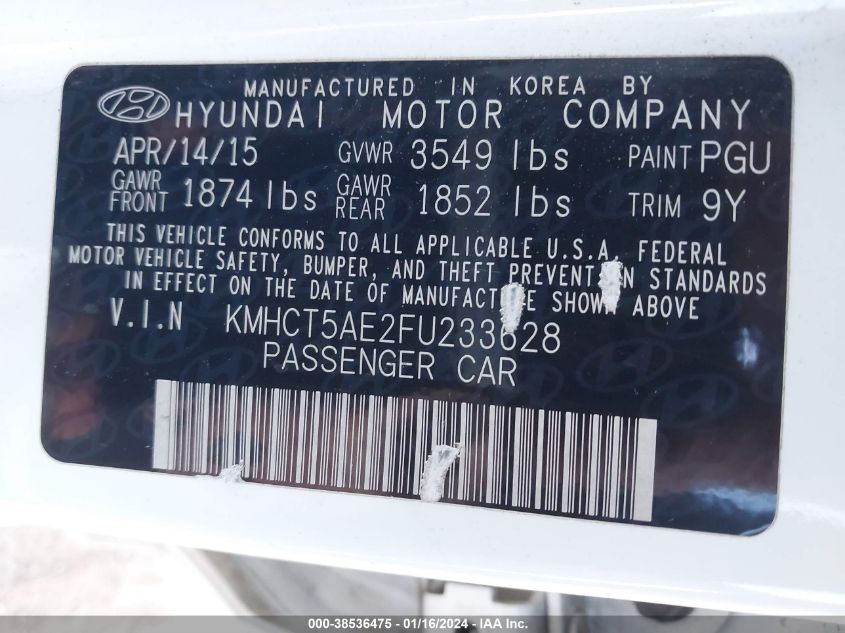 MANUFACTURED IN KOREA BY
HYUNDAI MOTOR COMPANY
APR/14/15 GVWR 3549 lbs PAINT PGU
GAWR FRONT 1874 lbs GAWR REAR 1852 lbs TRIM 9Y
THIS VEHICLE CONFORMS TO ALL APPLICABLE U.S.A. FEDERAL
MOTOR VEHICLE SAFETY, BUMPER, AND THEFT PREVENTION STANDARDS
IN EFFECT ON THE DATE OF MANUFACTURE SHOWN ABOVE
V.I.N KMHCT5AE2FU233628
PASSENGER CAR
000-38536475 - 01/16/2024 - IAA Inc.